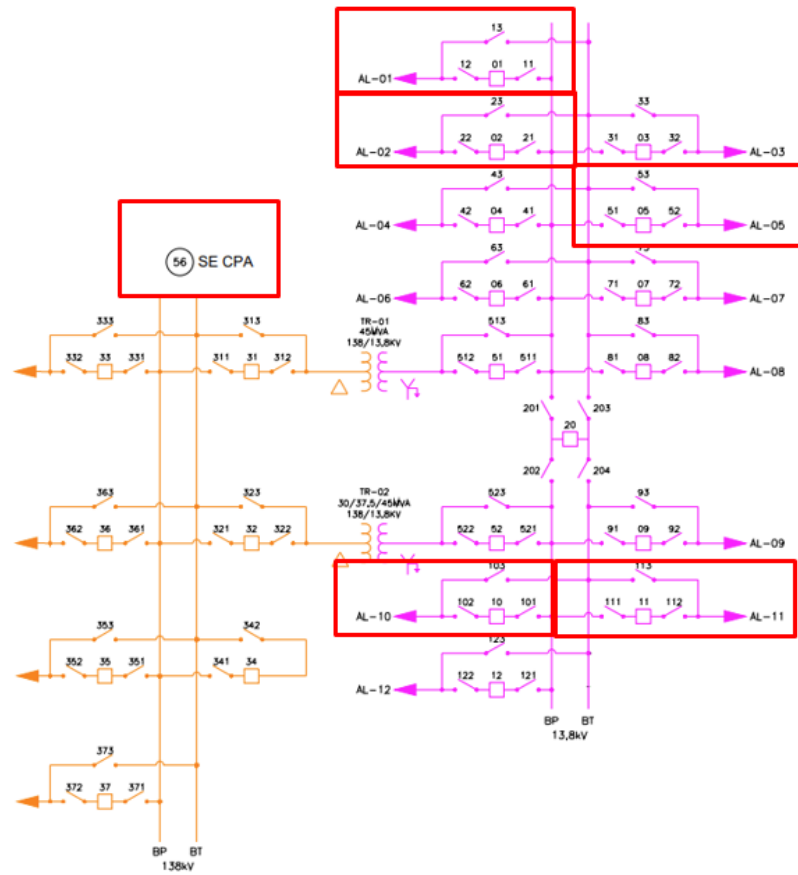 13
12 01 11
AL-01
23
33
22 02 21
31 03 32
AL-02
AL-03
43
53
42 04 41
51 05 52
AL-04
AL-05
56 SE CPA
63
62 06 61
71 07 72
AL-06
AL-07
333
313
TR-01
45MVA
138/13,8KV
513
83
332 33 331
311 31 312
512 51 511
81 08 82
AL-08
201
203
20
202
204
363
323
TR-02
30/37,5/45MVA
138/13,8KV
523
93
362 36 361
321 32 322
522 52 521
91 09 92
AL-09
103
113
102 10 101
111 11 112
AL-10
AL-11
353
342
352 35 351
341 34
123
122 12 121
AL-12
BP BT
13,8kV
373
372 37 371
BP BT
138kV